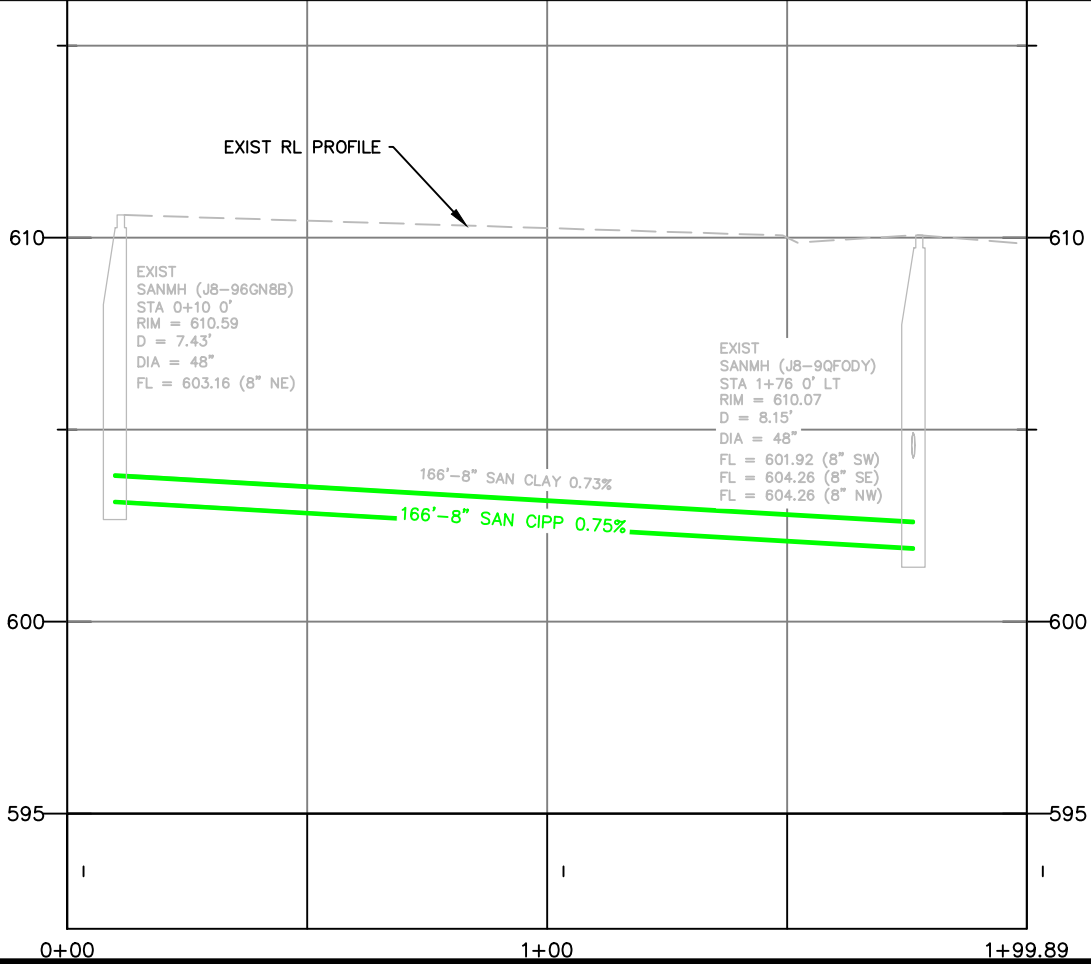 EXIST RL PROFILE
610
610
EXIST
SANMH (J8-96GN8B)
STA 0+10 0'
RIM = 610.59
D = 7.43'
DIA = 48"
FL = 603.16 (8" NE)
EXIST
SANMH (J8-9QFODY)
STA 1+76 0' LT
RIM = 610.07
D = 8.15'
DIA = 48"
FL = 601.92 (8" SW)
FL = 604.26 (8" SE)
FL = 604.26 (8" NW)
166'-8" SAN CLAY 0.73%
166'-8" SAN CIPP 0.75%
600
600
595
595
0+00
1+00
1+99.89